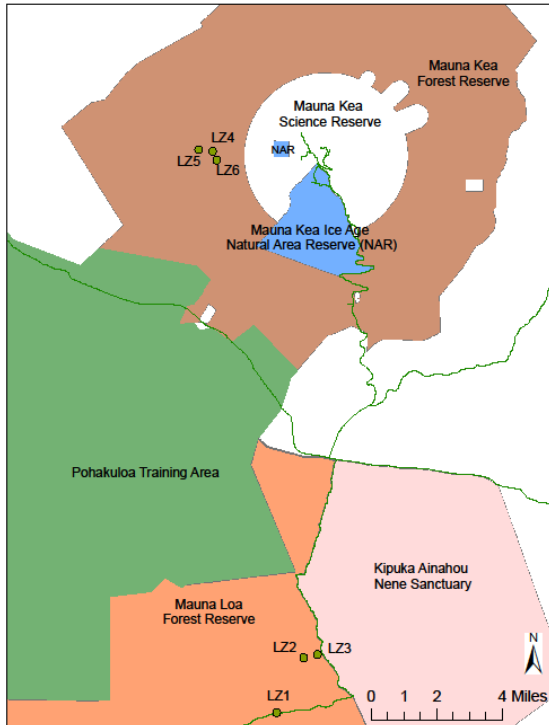 Mauna Kea
Forest Reserve
Mauna Kea
Science Reserve
LZ4
LZ5
LZ6
NAR
Mauna Kea Ice Age
Natural Area Reserve (NAR)
Pohakuloa Training Area
Kipuka Ainahou
Nene Sanctuary
Mauna Loa
Forest Reserve
LZ2
LZ3
LZ1
N
0 1 2 4 Miles